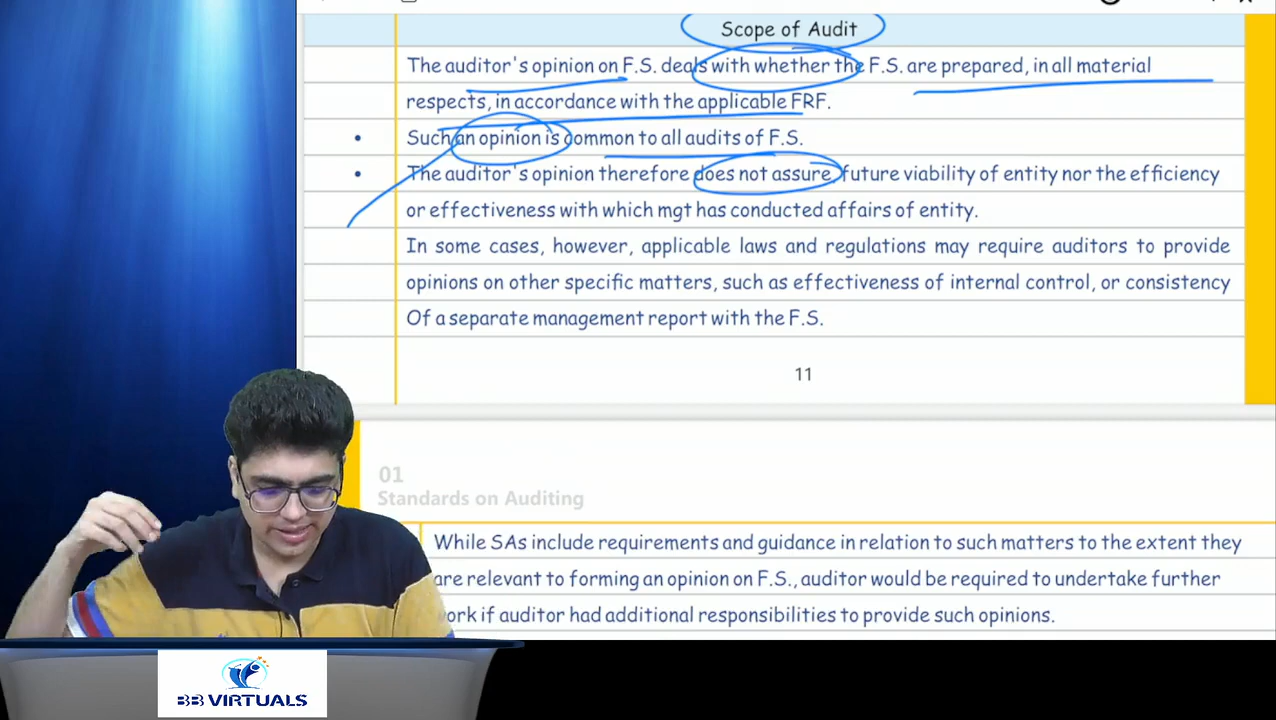 Scope of Audit
The auditor's opinion on F.S. deals with whether the F.S. are prepared, in all material
respects, in accordance with the applicable FRF.
• Such an opinion is common to all audits of F.S.
• The auditor's opinion therefore does not assure, future viability of entity nor the efficiency
or effectiveness with which mgt has conducted affairs of entity.
In some cases, however, applicable laws and regulations may require auditors to provide
opinions on other specific matters, such as effectiveness of internal control, or consistency
Of a separate management report with the F.S.
11
01
Standards on Auditing
While SAs include requirements and guidance in relation to such matters to the extent they
are relevant to forming an opinion on F.S., auditor would be required to undertake further
work if auditor had additional responsibilities to provide such opinions.
BB VIRTUALS